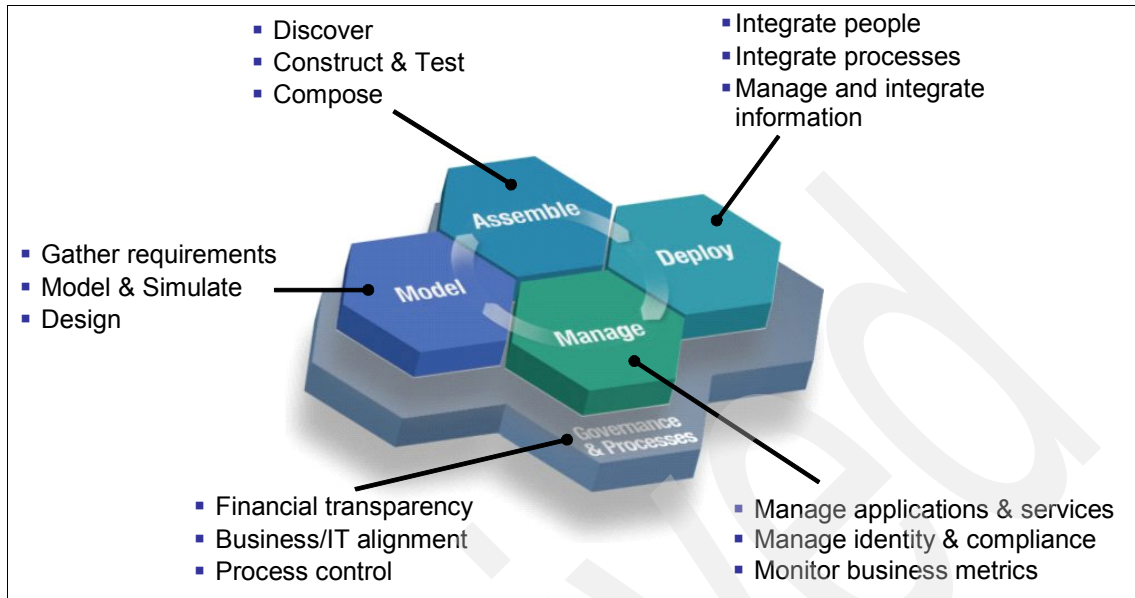 Discover
Construct & Test
Compose
Integrate people
Integrate processes
Manage and integrate
information
Assemble
Deploy
Gather requirements
Model & Simulate
Design
Model
Manage
Governance
& Processes
Financial transparency
Business/IT alignment
Process control
Manage applications & services
Manage identity & compliance
Monitor business metrics